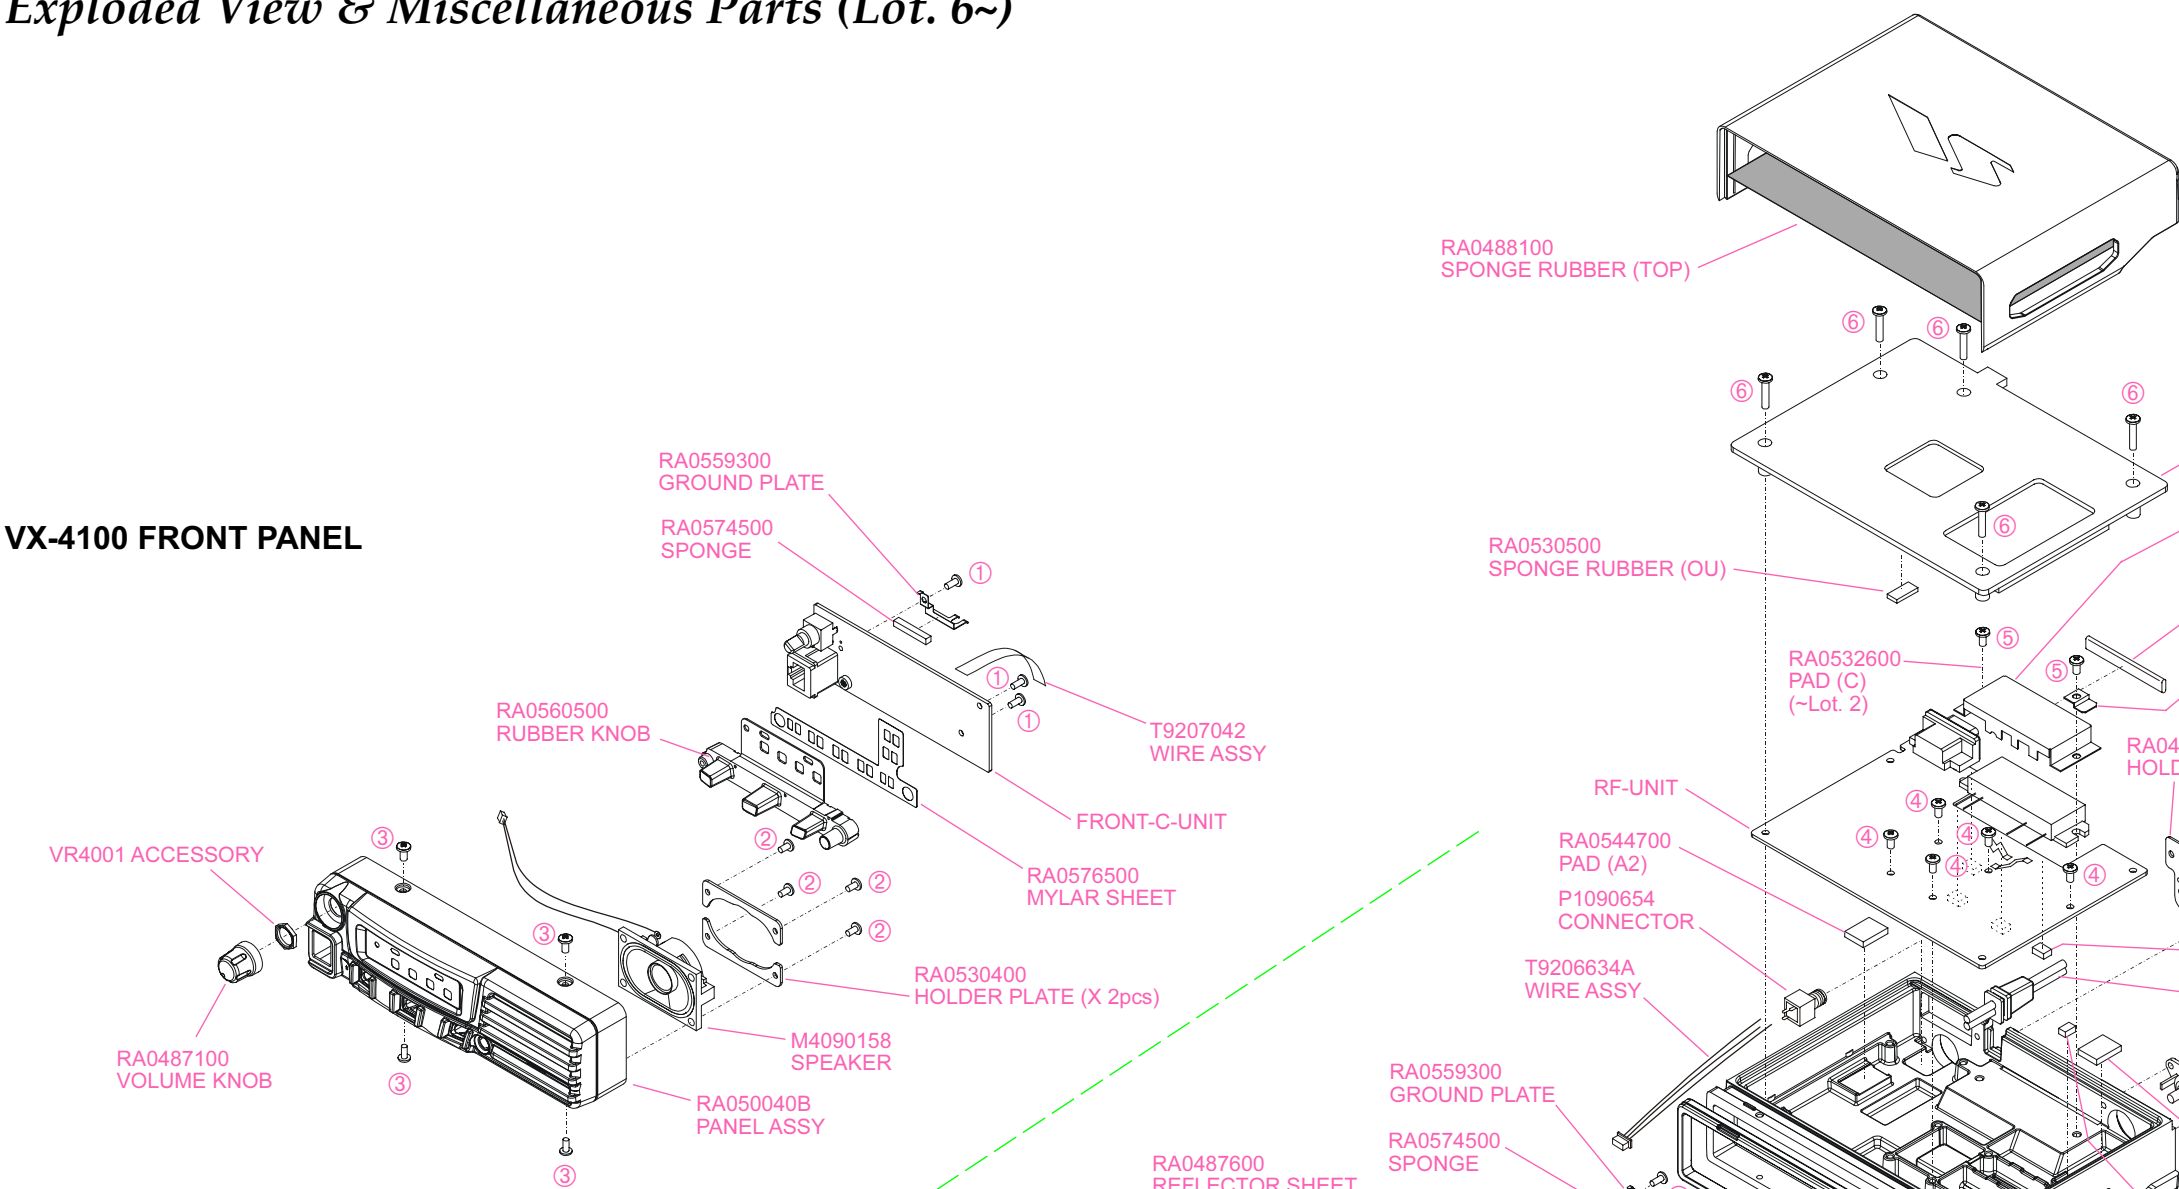 Exploded View & Miscellaneous Parts (Lot. 6~)
RA0488100
SPONGE RUBBER (TOP)
⑥
⑥
⑥
⑥
⑥
RA0559300
GROUND PLATE
RA0574500
SPONGE
VX-4100 FRONT PANEL
①
①
①
RA0530500
SPONGE RUBBER (OU)
⑤
⑤
RA0532600
PAD (C)
(~Lot. 2)
RA0560500
RUBBER KNOB
T9207042
WIRE ASSY
RA04
HOLD
RF-UNIT
FRONT-C-UNIT
④
④
④
④
④
RA0544700
PAD (A2)
VR4001 ACCESSORY
③
②
②
②
②
RA0576500
MYLAR SHEET
P1090654
CONNECTOR
③
RA0530400
HOLDER PLATE (X 2pcs)
T9206634A
WIRE ASSY
RA0487100
VOLUME KNOB
③
M4090158
SPEAKER
RA0559300
GROUND PLATE
RA050040B
PANEL ASSY
③
RA0574500
SPONGE
RA0487600
REFLECTOR SHEET